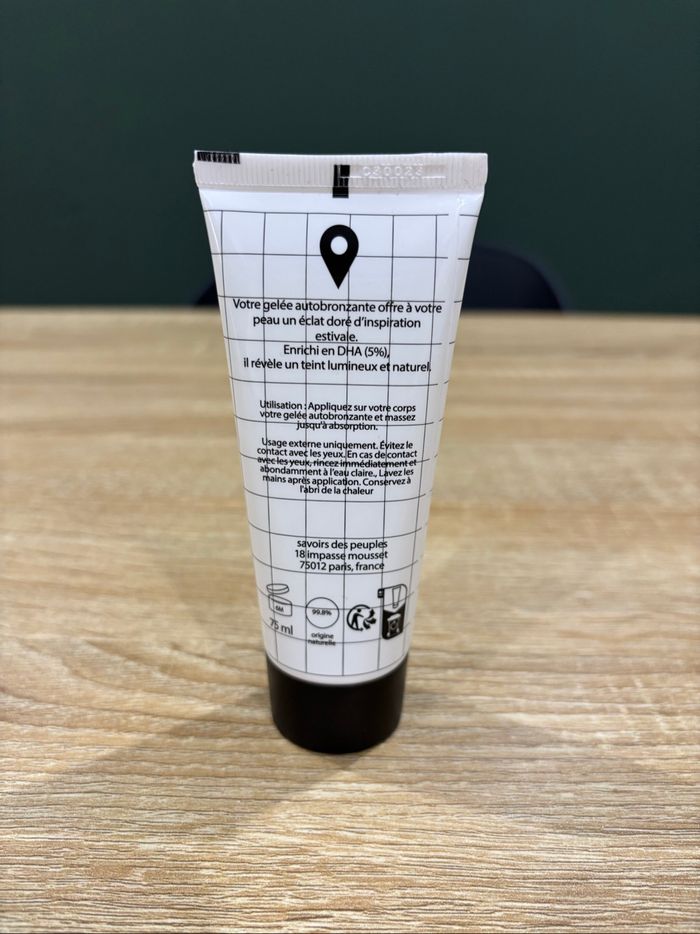 Votre gelée autobronzante offre à votre
peau un éclat doré d'inspiration
estivale.
Enrichi en DHA (5%),
il révèle un teint lumineux et naturel.
Utilisation : Appliquez sur votre corps
votre gelée autobronzante et massez
jusqu'à absorption.
Usage externe uniquement. Évitez le
contact avec les yeux. En cas de contact
avec les yeux, rincez immédiatement et
abondamment à l'eau claire., Lavez les
mains après application. Conservez à
l'abri de la chaleur
savoirs des peuples
18 impasse mousset
75012 paris, france
6M
99.8%
75 ml
origine
naturelle